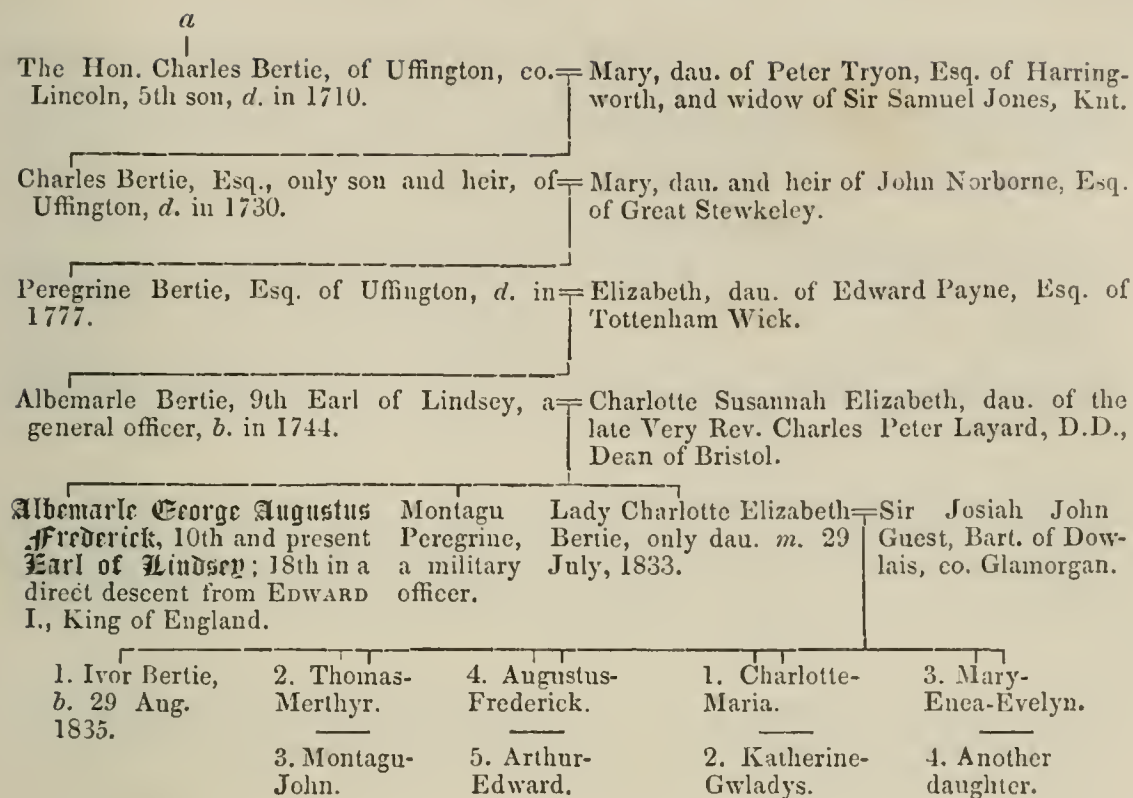 a
The Hon. Charles Bertie, of Uffington, co. Lincoln, 5th son, d. in 1710.
Mary, dau. of Peter Tryon, Esq. of Harringworth, and widow of Sir Samuel Jones, Knt.
Charles Bertie, Esq., only son and heir, of Uffington, d. in 1730.
Mary, dau. and heir of John Norborne, Esq. of Great Stewkeley.
Peregrine Bertie, Esq. of Uffington, d. in 1777.
Elizabeth, dau. of Edward Payne, Esq. of Tottenham Wick.
Albemarle Bertie, 9th Earl of Lindsey, a general officer, b. in 1744.
Charlotte Susannah Elizabeth, dau. of the late Very Rev. Charles Peter Layard, D.D., Dean of Bristol.
Albemarle George Augustus Frederick, 10th and present Earl of Lindsey; 18th in a direct descent from EDWARD I., King of England.
Montagu Peregrine, a military officer.
Lady Charlotte Elizabeth Bertie, only dau. m. 29 July, 1833.
Sir Josiah John Guest, Bart. of Dowlais, co. Glamorgan.
1. Ivor Bertie, b. 29 Aug. 1835.
2. Thomas-Merthyr.
3. Montagu-John.
4. Augustus-Frederick.
5. Arthur-Edward.
1. Charlotte-Maria.
2. Katherine-Gwladys.
3. Mary-Enea-Evelyn.
4. Another daughter.